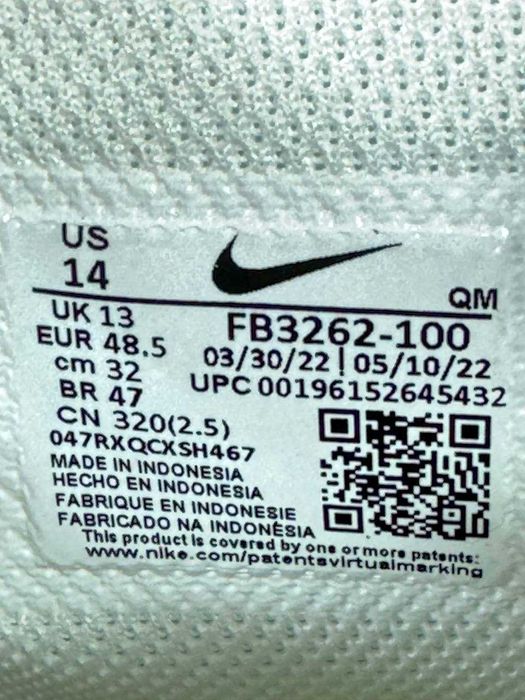 US
14
QM
UK 13
EUR 48.5
cm 32
BR 47
CN 320(2.5)
047RXQCXSH467
FB3262-100
03/30/22 | 05/10/22
UPC 00196152645432
MADE IN INDONESIA
HECHO EN INDONESIA
FABRIQUE EN INDONESIE
FABRICADO NA INDONÉSIA
This product is covered by one or more patents:
www.nike.com/patentsvirtualmarking